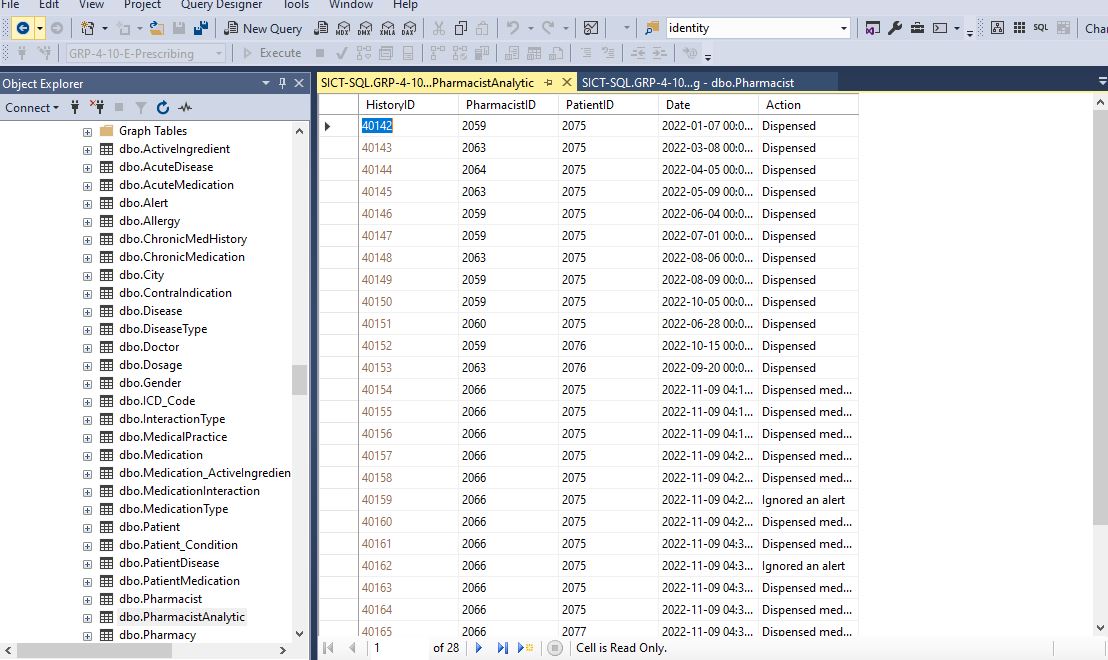 File Edit View Project Query Designer Tools Window Help
New Query MDX DMX XMLA DAX identity SQL Chan
GRP-4-10-E-Prescribing Execute
Object Explorer
Connect
Graph Tables
dbo.ActiveIngredient
dbo.AcuteDisease
dbo.AcuteMedication
dbo.Alert
dbo.Allergy
dbo.ChronicMedHistory
dbo.ChronicMedication
dbo.City
dbo.ContraIndication
dbo.Disease
dbo.DiseaseType
dbo.Doctor
dbo.Dosage
dbo.Gender
dbo.ICD_Code
dbo.InteractionType
dbo.MedicalPractice
dbo.Medication
dbo.Medication_ActiveIngredien
dbo.MedicationInteraction
dbo.MedicationType
dbo.Patient
dbo.Patient_Condition
dbo.PatientDisease
dbo.PatientMedication
dbo.Pharmacist
dbo.PharmacistAnalytic
dbo.Pharmacy
SICT-SQL.GRP-4-10...PharmacistAnalytic SICT-SQL.GRP-4-10...g - dbo.Pharmacist
HistoryID PharmacistID PatientID Date Action
40142 2059 2075 2022-01-07 00:0... Dispensed
40143 2063 2075 2022-03-08 00:0... Dispensed
40144 2064 2075 2022-04-05 00:0... Dispensed
40145 2063 2075 2022-05-09 00:0... Dispensed
40146 2059 2075 2022-06-04 00:0... Dispensed
40147 2059 2075 2022-07-01 00:0... Dispensed
40148 2063 2075 2022-08-06 00:0... Dispensed
40149 2059 2075 2022-08-09 00:0... Dispensed
40150 2059 2075 2022-10-05 00:0... Dispensed
40151 2060 2075 2022-06-28 00:0... Dispensed
40152 2059 2076 2022-10-15 00:0... Dispensed
40153 2063 2076 2022-09-20 00:0... Dispensed
40154 2066 2075 2022-11-09 04:1... Dispensed med...
40155 2066 2075 2022-11-09 04:1... Dispensed med...
40156 2066 2075 2022-11-09 04:1... Dispensed med...
40157 2066 2075 2022-11-09 04:2... Dispensed med...
40158 2066 2075 2022-11-09 04:2... Dispensed med...
40159 2066 2075 2022-11-09 04:2... Ignored an alert
40160 2066 2075 2022-11-09 04:2... Dispensed med...
40161 2066 2075 2022-11-09 04:3... Dispensed med...
40162 2066 2075 2022-11-09 04:3... Ignored an alert
40163 2066 2075 2022-11-09 04:3... Dispensed med...
40164 2066 2075 2022-11-09 04:3... Dispensed med...
40165 2066 2077 2022-11-09 04:3... Dispensed med...
1 of 28 Cell is Read Only.